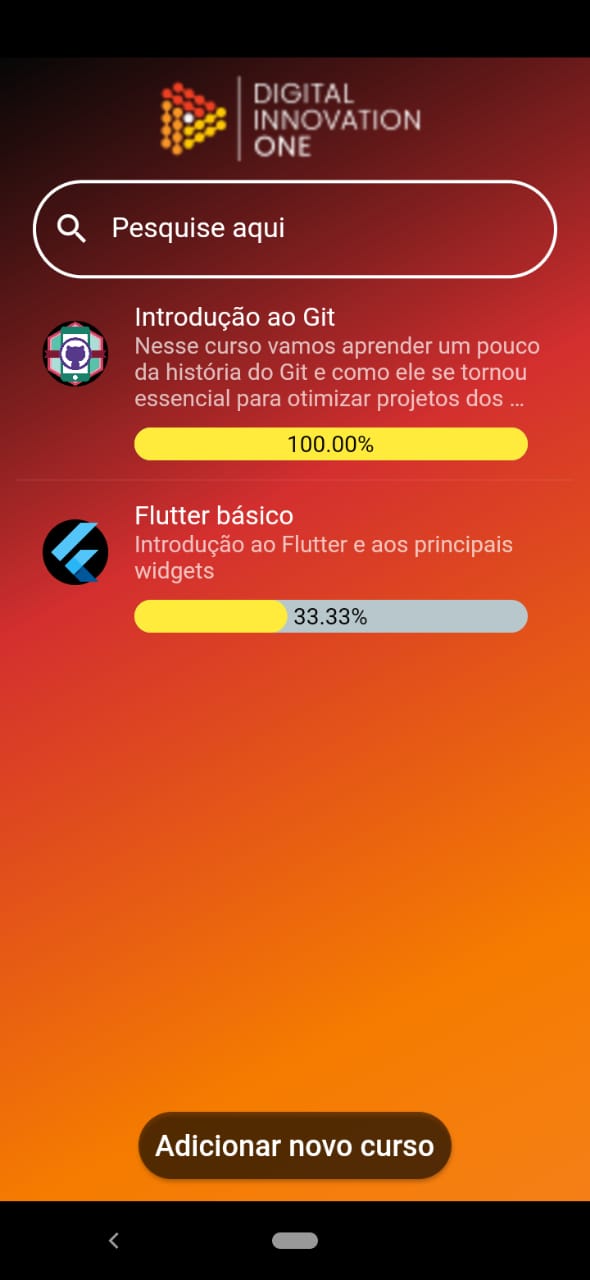 DIGITAL
INNOVATION
ONE
Pesquise aqui
Introdução ao Git
Nesse curso vamos aprender um pouco
da história do Git e como ele se tornou
essencial para otimizar projetos dos ...
100.00%
Flutter básico
Introdução ao Flutter e aos principais
widgets
33.33%
Adicionar novo curso